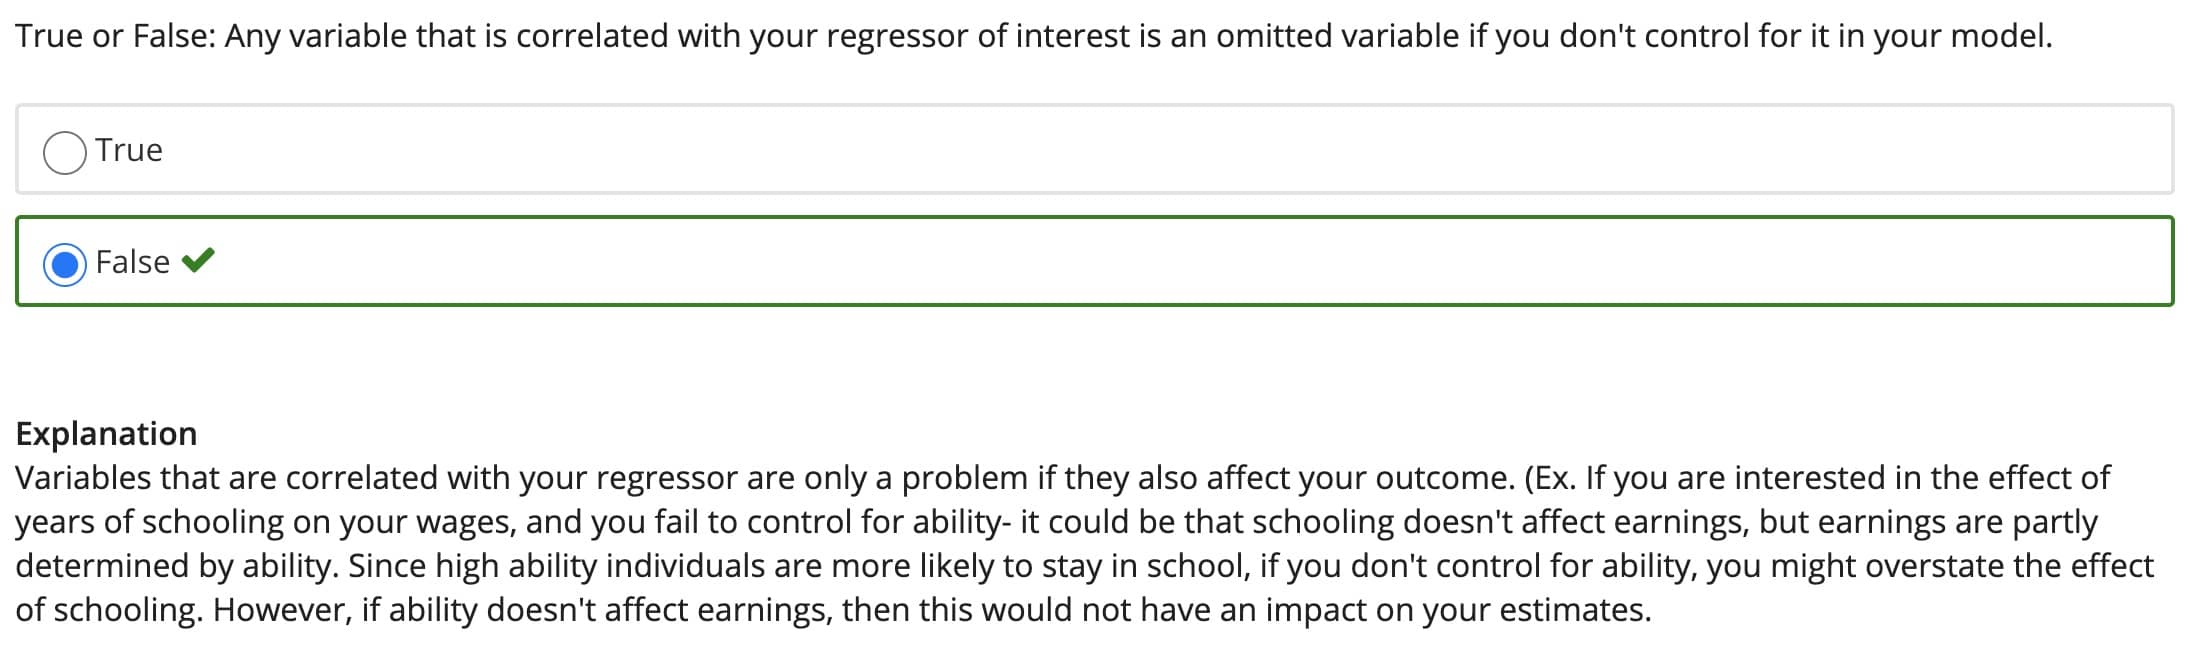 True or False: Any variable that is correlated with your regressor of interest is an omitted variable if you don't control for it in your model.
True
False
Explanation
Variables that are correlated with your regressor are only a problem if they also affect your outcome. (Ex. If you are interested in the effect of
years of schooling on your wages, and you fail to control for ability- it could be that schooling doesn't affect earnings, but earnings are partly
determined by ability. Since high ability individuals are more likely to stay in school, if you don't control for ability, you might overstate the effect
of schooling. However, if ability doesn't affect earnings, then this would not have an impact on your estimates.